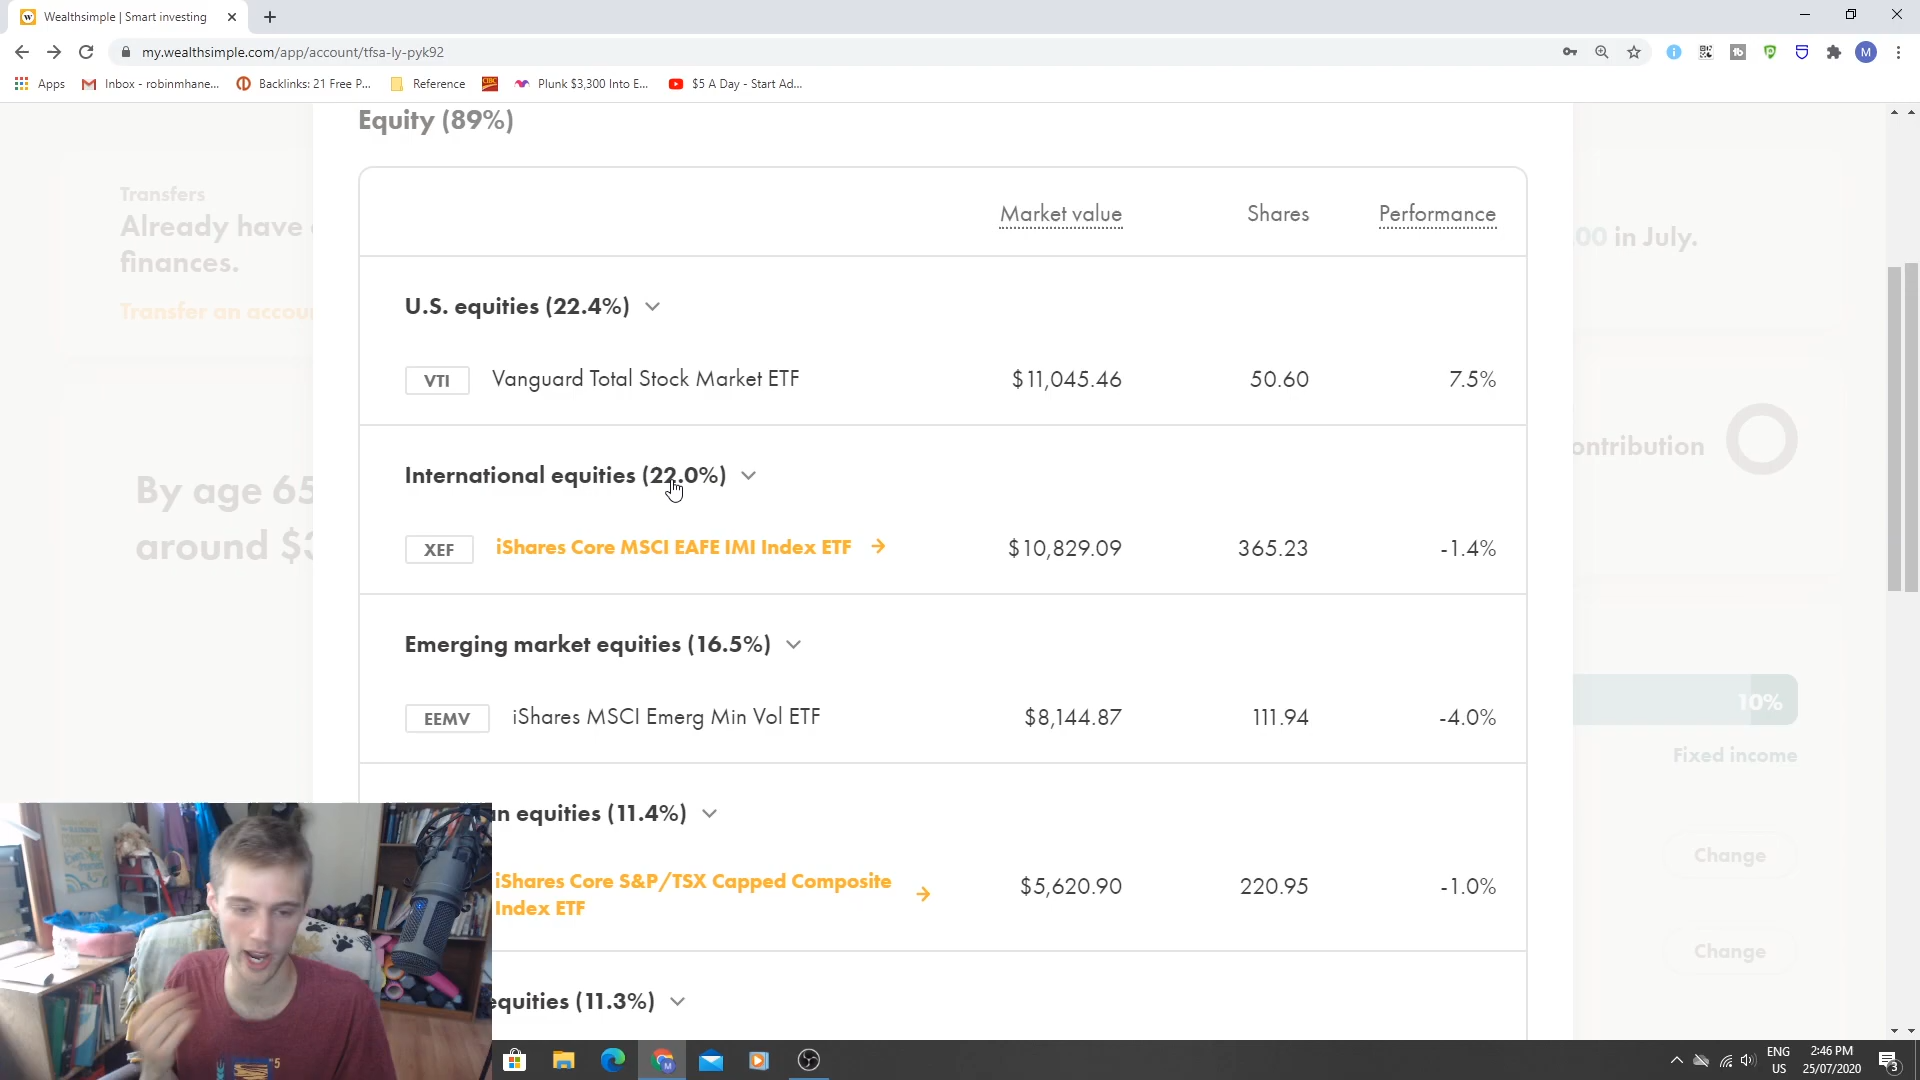 Wealthsimple | Smart investing
my.wealthsimple.com/app/account/tfsa-ly-pyk92
M
Apps
Inbox - robinmhane...
Backlinks: 21 Free P...
Reference
CIBC
Plunk $3,300 Into E...
$5 A Day - Start Ad...
Equity (89%)
Transfers
Already have
finances.
Transfer an accou
By age 65
around $
.00 in July.
ontribution
10%
Fixed income
Change
Change
Market value Shares Performance
U.S. equities (22.4%)
VTI Vanguard Total Stock Market ETF $11,045.46 50.60 7.5%
International equities (22.0%)
XEF iShares Core MSCI EAFE IMI Index ETF $10,829.09 365.23 -1.4%
Emerging market equities (16.5%)
EEMV iShares MSCI Emerg Min Vol ETF $8,144.87 111.94 -4.0%
an equities (11.4%)
iShares Core S&P/TSX Capped Composite
Index ETF $5,620.90 220.95 -1.0%
equities (11.3%)
ENG
US
2:46 PM
25/07/2020
3